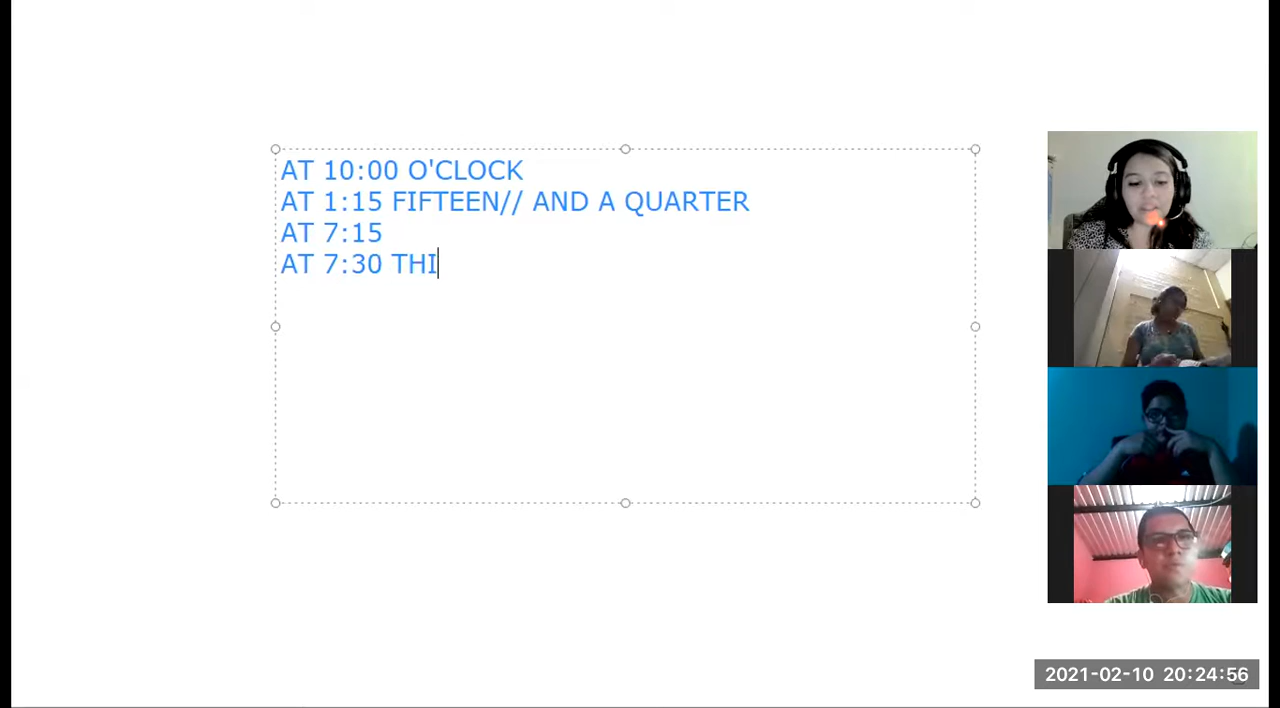 AT 10:00 O'CLOCK
AT 1:15 FIFTEEN// AND A QUARTER
AT 7:15
AT 7:30 THI
2021-02-10 20:24:56